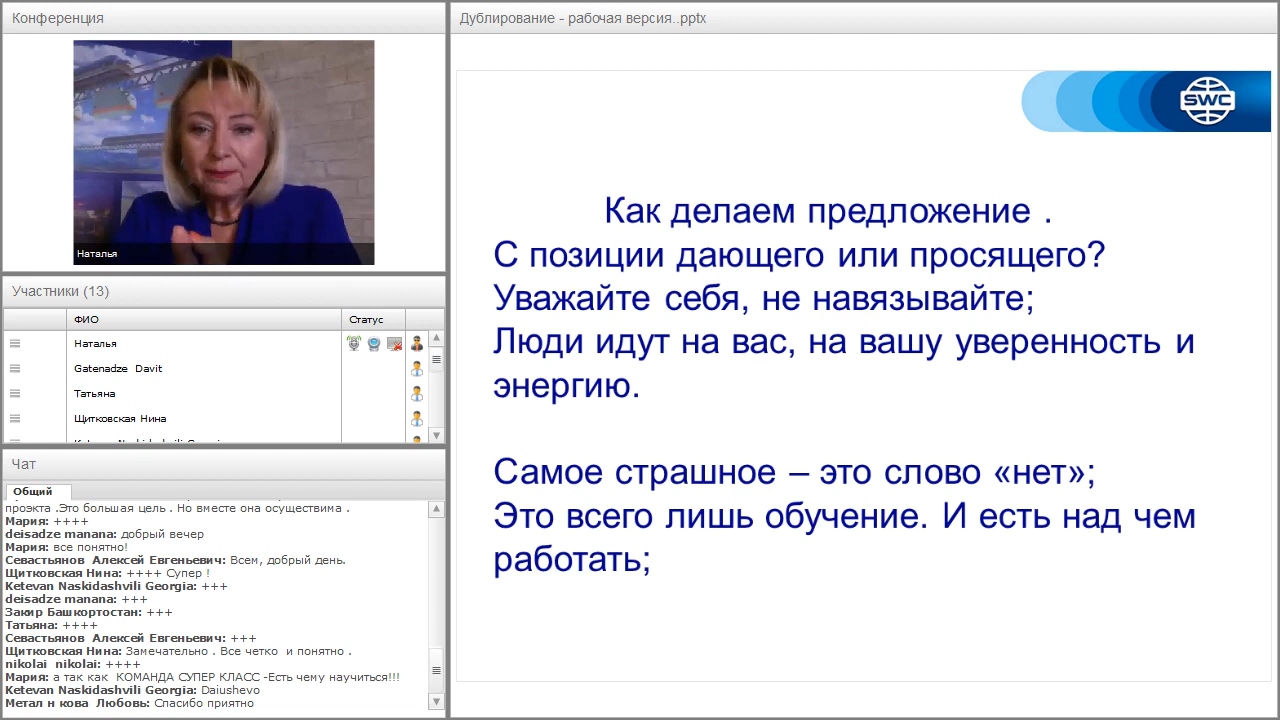 Конференция
Наталья
Участники (13)
ФИО
Статус
Наталья
Gatenadze Davit
Татьяна
Щитковская Нина
Чат
Общий
проекта .Это большая цель . Но вместе она осуществима .
Мария: ++++
deisadze manana: добрый вечер
Мария: все понятно!
Севастьянов Алексей Евгеньевич: Всем, добрый день.
Щитковская Нина: ++++ Супер !
Ketevan Naskidashvili Georgia: +++
deisadze manana: +++
Закир Башкортостан: +++
Татьяна: ++++
Севастьянов Алексей Евгеньевич: +++
Щитковская Нина: Замечательно . Все четко и понятно .
nikolai nikolai: ++++
Мария: а так как КОМАНДА СУПЕР КЛАСС -Есть чему научиться!!!
Ketevan Naskidashvili Georgia: Daiushevo
Метал н кова Любовь: Спасибо приятно
Дублирование - рабочая версия..pptx
SWC
Как делаем предложение .
С позиции дающего или просящего?
Уважайте себя, не навязывайте;
Люди идут на вас, на вашу уверенность и
энергию.
Самое страшное – это слово «нет»;
Это всего лишь обучение. И есть над чем
работать;